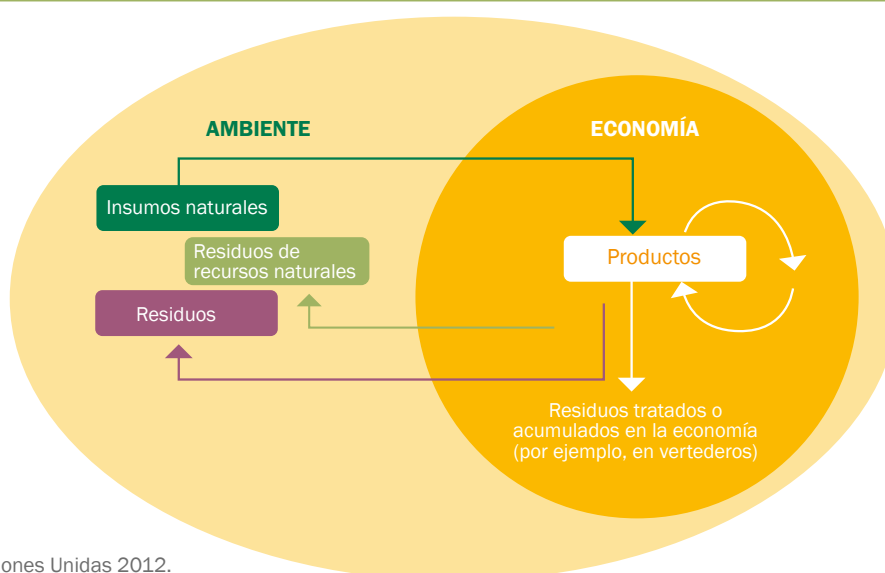 AMBIENTE
ECONOMÍA
Insumos naturales
Residuos de
recursos naturales
Productos
Residuos
Residuos tratados o
acumulados en la economía
(por ejemplo, en vertederos)
Unidas 2012.